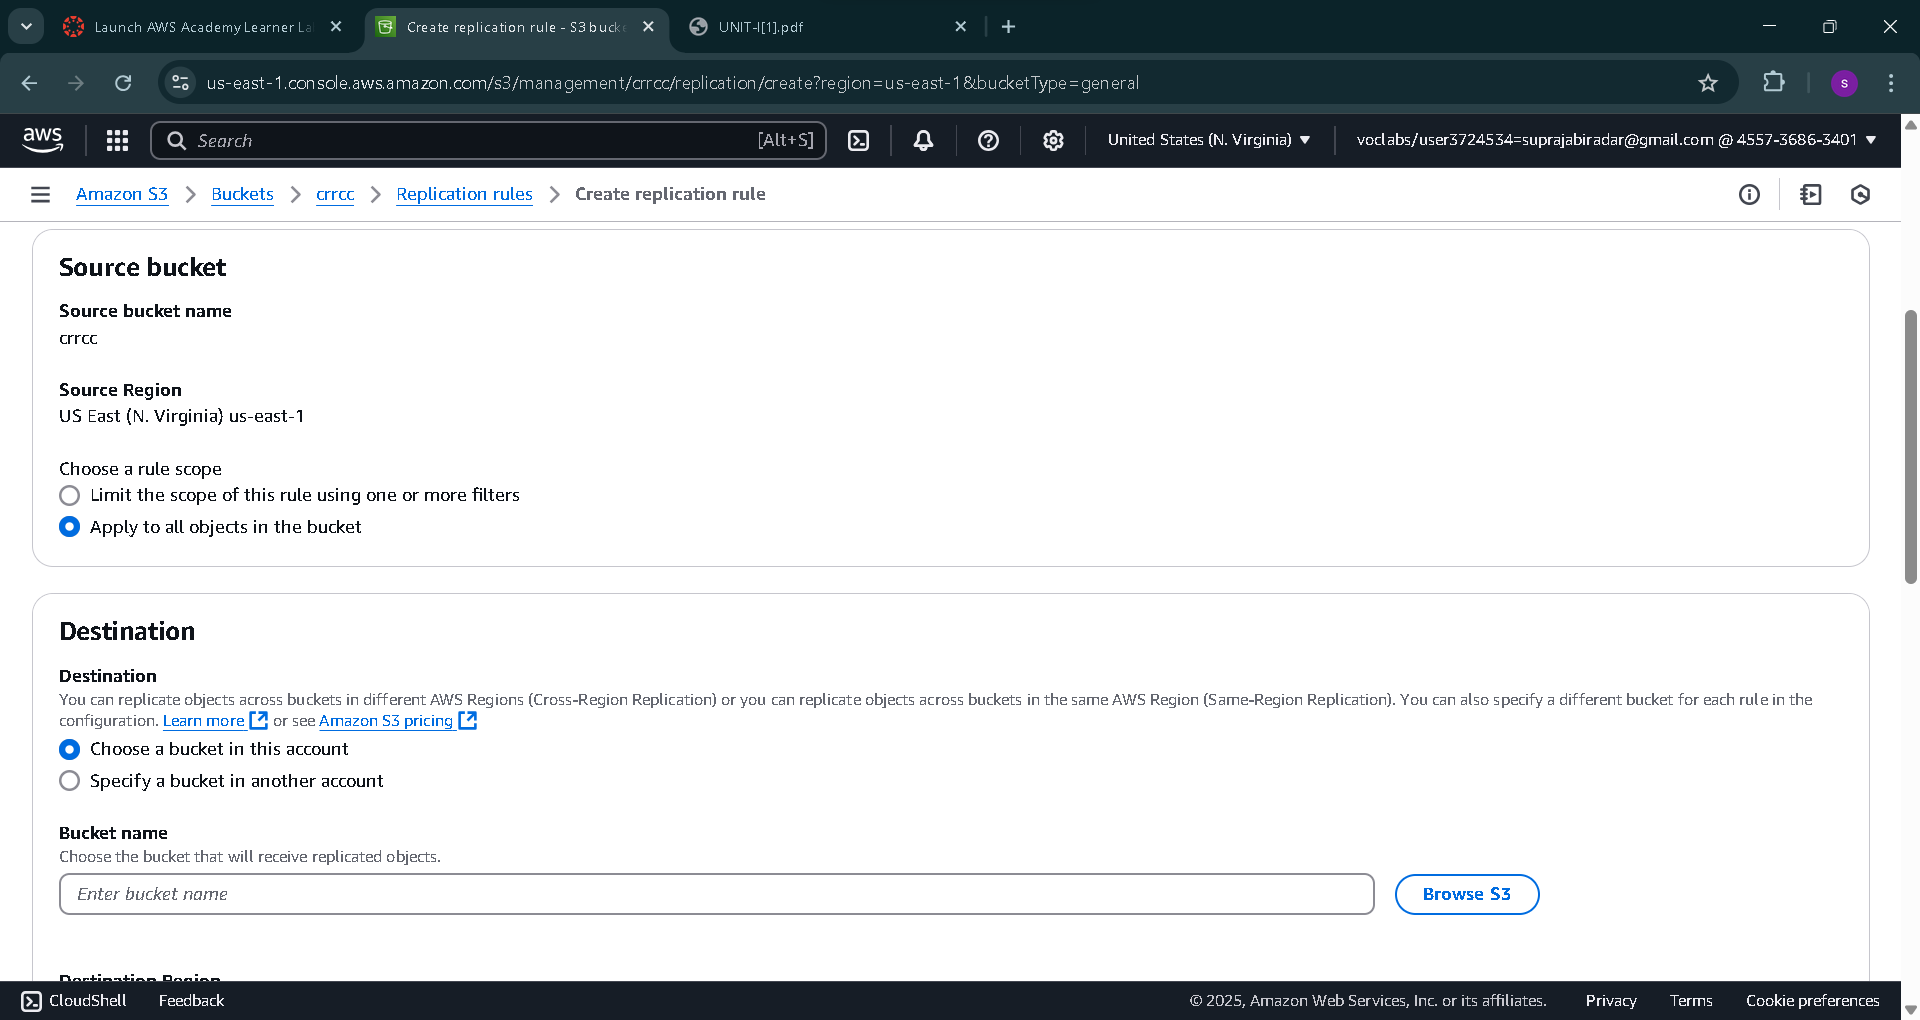 Launch AWS Academy Learner La
Create replication rule - S3 buck
UNIT-I[1].pdf
us-east-1.console.aws.amazon.com/s3/management/crrcc/replication/create?region=us-east-1&bucketType=general
S
aws
Search
[Alt+S]
United States (N. Virginia)
voclabs/user3724534=suprajabiradar@gmail.com @ 4557-3686-3401
Amazon S3
Buckets
crrcc
Replication rules
Create replication rule
Source bucket
Source bucket name
crrcc
Source Region
US East (N. Virginia) us-east-1
Choose a rule scope
Limit the scope of this rule using one or more filters
Apply to all objects in the bucket
Destination
Destination
You can replicate objects across buckets in different AWS Regions (Cross-Region Replication) or you can replicate objects across buckets in the same AWS Region (Same-Region Replication). You can also specify a different bucket for each rule in the
configuration. Learn more or see Amazon S3 pricing
Choose a bucket in this account
Specify a bucket in another account
Bucket name
Choose the bucket that will receive replicated objects.
Enter bucket name
Browse S3
Destination Region
CloudShell
Feedback
© 2025, Amazon Web Services, Inc. or its affiliates.
Privacy
Terms
Cookie preferences